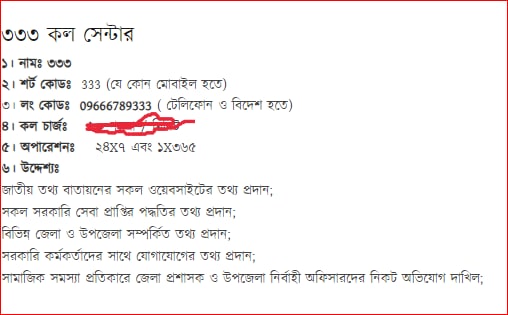 ৩৩৩ কল সেন্টার
১। নামঃ ৩৩৩
২। শর্ট কোডঃ 333 (যে কোন মোবাইল হতে)
৩। লং কোডঃ 09666789333 ( টেলিফোন ও বিদেশ হতে)
৪। কল চার্জঃ
৫। অপারেশনঃ ২৪X৭ এবং ১X৩৬৫
৬। উদ্দেশ্যঃ
জাতীয় তথ্য বাতায়নের সকল ওয়েবসাইটের তথ্য প্রদান;
সকল সরকারি সেবা প্রাপ্তির পদ্ধতির তথ্য প্রদান;
বিভিন্ন জেলা ও উপজেলা সম্পর্কিত তথ্য প্রদান;
সরকারি কর্মকর্তাদের সাথে যোগাযোগের তথ্য প্রদান;
সামাজিক সমস্যা প্রতিকারে জেলা প্রশাসক ও উপজেলা নির্বাহী অফিসারদের নিকট অভিযোগ দাখিল;